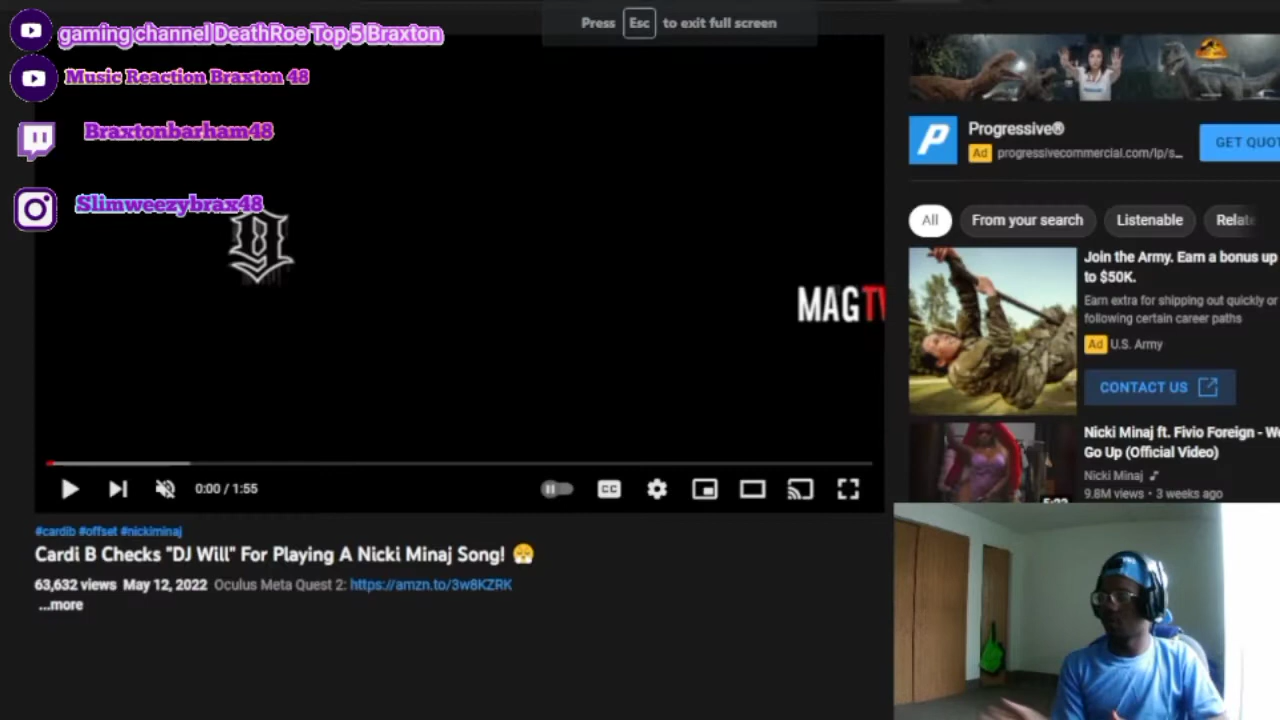 Press Esc to exit full screen
gaming channel DeathRoe Top 5 Braxton
Music Reaction Braxton 48
Braxtonbarham48
Slimweezybrax48
MAGTV
0:00 / 1:55
CC
#cardib #offset #nickiminaj
Cardi B Checks "DJ Will" For Playing A Nicki Minaj Song! 😤
63,632 views May 12, 2022 Oculus Meta Quest 2: https://amzn.to/3w8KZRK
...more
Progressive®
Ad progressivecommercial.com/lp/s...
GET QUOT
All From your search Listenable Relate
Join the Army. Earn a bonus up
to $50K.
Earn extra for shipping out quickly or
following certain career paths
Ad U.S. Army
CONTACT US
Nicki Minaj ft. Fivio Foreign - We
Go Up (Official Video)
Nicki Minaj
9.8M views • 3 weeks ago